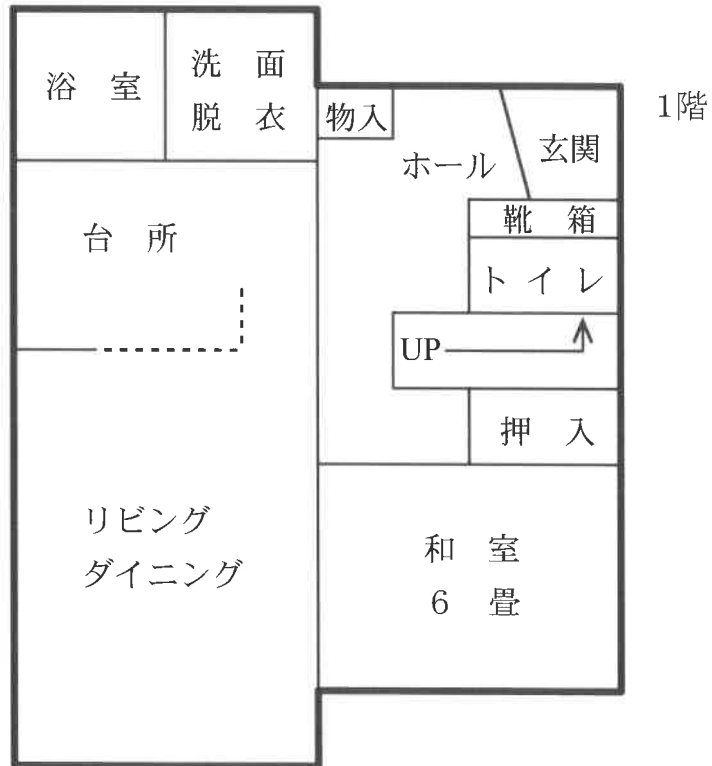 浴 室
洗 面
脱 衣
物入
ホール
玄関
1階
靴 箱
台 所
ト イ レ
UP
押 入
リビング
ダイニング
和 室
6 畳